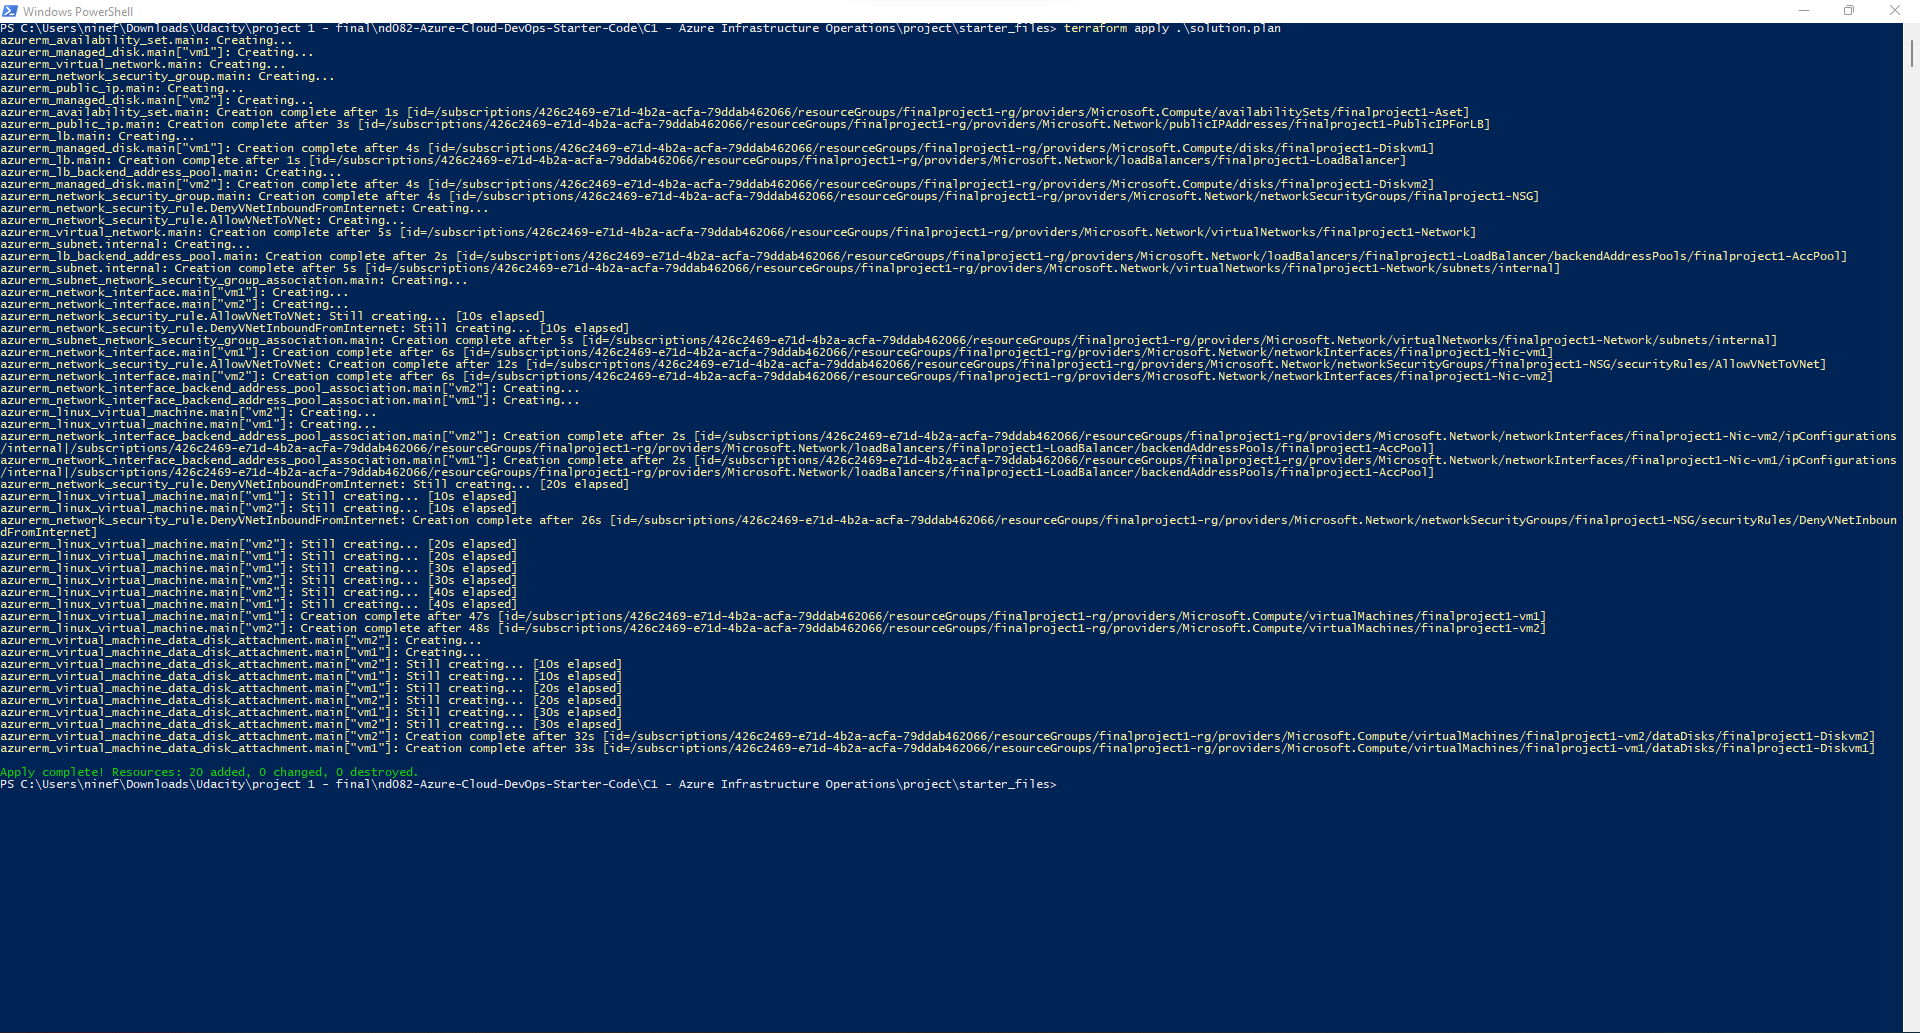 Windows PowerShell
PS C:\Users\ninef\Downloads\Udacity\project 1 - final\nd082-Azure-Cloud-DevOps-Starter-Code\C1 - Azure Infrastructure Operations\project\starter_files> terraform apply .\solution.plan
azurerm_availability_set.main: Creating...
azurerm_managed_disk.main["vm1"]: Creating...
azurerm_virtual_network.main: Creating...
azurerm_network_security_group.main: Creating...
azurerm_public_ip.main: Creating...
azurerm_managed_disk.main["vm2"]: Creating...
azurerm_availability_set.main: Creation complete after 1s [id=/subscriptions/426c2469-e71d-4b2a-acfa-79ddab462066/resourceGroups/finalproject1-rg/providers/Microsoft.Compute/availabilitySets/finalproject1-Aset]
azurerm_public_ip.main: Creation complete after 3s [id=/subscriptions/426c2469-e71d-4b2a-acfa-79ddab462066/resourceGroups/finalproject1-rg/providers/Microsoft.Network/publicIPAddresses/finalproject1-PublicIPForLB]
azurerm_lb.main: Creating...
azurerm_managed_disk.main["vm1"]: Creation complete after 4s [id=/subscriptions/426c2469-e71d-4b2a-acfa-79ddab462066/resourceGroups/finalproject1-rg/providers/Microsoft.Compute/disks/finalproject1-Diskvm1]
azurerm_lb.main: Creation complete after 1s [id=/subscriptions/426c2469-e71d-4b2a-acfa-79ddab462066/resourceGroups/finalproject1-rg/providers/Microsoft.Network/loadBalancers/finalproject1-LoadBalancer]
azurerm_lb_backend_address_pool.main: Creating...
azurerm_managed_disk.main["vm2"]: Creation complete after 4s [id=/subscriptions/426c2469-e71d-4b2a-acfa-79ddab462066/resourceGroups/finalproject1-rg/providers/Microsoft.Compute/disks/finalproject1-Diskvm2]
azurerm_network_security_group.main: Creation complete after 4s [id=/subscriptions/426c2469-e71d-4b2a-acfa-79ddab462066/resourceGroups/finalproject1-rg/providers/Microsoft.Network/networkSecurityGroups/finalproject1-NSG]
azurerm_network_security_rule.DenyVNetInboundFromInternet: Creating...
azurerm_network_security_rule.AllowVNetToVNet: Creating...
azurerm_virtual_network.main: Creation complete after 5s [id=/subscriptions/426c2469-e71d-4b2a-acfa-79ddab462066/resourceGroups/finalproject1-rg/providers/Microsoft.Network/virtualNetworks/finalproject1-Network]
azurerm_subnet.internal: Creating...
azurerm_lb_backend_address_pool.main: Creation complete after 2s [id=/subscriptions/426c2469-e71d-4b2a-acfa-79ddab462066/resourceGroups/finalproject1-rg/providers/Microsoft.Network/loadBalancers/finalproject1-LoadBalancer/backendAddressPools/finalproject1-AccPool]
azurerm_subnet.internal: Creation complete after 5s [id=/subscriptions/426c2469-e71d-4b2a-acfa-79ddab462066/resourceGroups/finalproject1-rg/providers/Microsoft.Network/virtualNetworks/finalproject1-Network/subnets/internal]
azurerm_subnet_network_security_group_association.main: Creating...
azurerm_network_interface.main["vm1"]: Creating...
azurerm_network_interface.main["vm2"]: Creating...
azurerm_network_security_rule.AllowVNetToVNet: Still creating... [10s elapsed]
azurerm_network_security_rule.DenyVNetInboundFromInternet: Still creating... [10s elapsed]
azurerm_subnet_network_security_group_association.main: Creation complete after 5s [id=/subscriptions/426c2469-e71d-4b2a-acfa-79ddab462066/resourceGroups/finalproject1-rg/providers/Microsoft.Network/virtualNetworks/finalproject1-Network/subnets/internal]
azurerm_network_interface.main["vm1"]: Creation complete after 6s [id=/subscriptions/426c2469-e71d-4b2a-acfa-79ddab462066/resourceGroups/finalproject1-rg/providers/Microsoft.Network/networkInterfaces/finalproject1-Nic-vm1]
azurerm_network_security_rule.AllowVNetToVNet: Creation complete after 12s [id=/subscriptions/426c2469-e71d-4b2a-acfa-79ddab462066/resourceGroups/finalproject1-rg/providers/Microsoft.Network/networkSecurityGroups/finalproject1-NSG/securityRules/AllowVNetToVNet]
azurerm_network_interface.main["vm2"]: Creation complete after 6s [id=/subscriptions/426c2469-e71d-4b2a-acfa-79ddab462066/resourceGroups/finalproject1-rg/providers/Microsoft.Network/networkInterfaces/finalproject1-Nic-vm2]
azurerm_network_interface_backend_address_pool_association.main["vm2"]: Creating...
azurerm_network_interface_backend_address_pool_association.main["vm1"]: Creating...
azurerm_linux_virtual_machine.main["vm2"]: Creating...
azurerm_linux_virtual_machine.main["vm1"]: Creating...
azurerm_network_interface_backend_address_pool_association.main["vm2"]: Creation complete after 2s [id=/subscriptions/426c2469-e71d-4b2a-acfa-79ddab462066/resourceGroups/finalproject1-rg/providers/Microsoft.Network/networkInterfaces/finalproject1-Nic-vm2/ipConfigurations
/internal|/subscriptions/426c2469-e71d-4b2a-acfa-79ddab462066/resourceGroups/finalproject1-rg/providers/Microsoft.Network/loadBalancers/finalproject1-LoadBalancer/backendAddressPools/finalproject1-AccPool]
azurerm_network_interface_backend_address_pool_association.main["vm1"]: Creation complete after 2s [id=/subscriptions/426c2469-e71d-4b2a-acfa-79ddab462066/resourceGroups/finalproject1-rg/providers/Microsoft.Network/networkInterfaces/finalproject1-Nic-vm1/ipConfigurations
/internal|/subscriptions/426c2469-e71d-4b2a-acfa-79ddab462066/resourceGroups/finalproject1-rg/providers/Microsoft.Network/loadBalancers/finalproject1-LoadBalancer/backendAddressPools/finalproject1-AccPool]
azurerm_network_security_rule.DenyVNetInboundFromInternet: Still creating... [20s elapsed]
azurerm_linux_virtual_machine.main["vm1"]: Still creating... [10s elapsed]
azurerm_linux_virtual_machine.main["vm2"]: Still creating... [10s elapsed]
azurerm_network_security_rule.DenyVNetInboundFromInternet: Creation complete after 26s [id=/subscriptions/426c2469-e71d-4b2a-acfa-79ddab462066/resourceGroups/finalproject1-rg/providers/Microsoft.Network/networkSecurityGroups/finalproject1-NSG/securityRules/DenyVNetInboun
dFromInternet]
azurerm_linux_virtual_machine.main["vm2"]: Still creating... [20s elapsed]
azurerm_linux_virtual_machine.main["vm1"]: Still creating... [20s elapsed]
azurerm_linux_virtual_machine.main["vm1"]: Still creating... [30s elapsed]
azurerm_linux_virtual_machine.main["vm2"]: Still creating... [30s elapsed]
azurerm_linux_virtual_machine.main["vm2"]: Still creating... [40s elapsed]
azurerm_linux_virtual_machine.main["vm1"]: Still creating... [40s elapsed]
azurerm_linux_virtual_machine.main["vm1"]: Creation complete after 47s [id=/subscriptions/426c2469-e71d-4b2a-acfa-79ddab462066/resourceGroups/finalproject1-rg/providers/Microsoft.Compute/virtualMachines/finalproject1-vm1]
azurerm_linux_virtual_machine.main["vm2"]: Creation complete after 48s [id=/subscriptions/426c2469-e71d-4b2a-acfa-79ddab462066/resourceGroups/finalproject1-rg/providers/Microsoft.Compute/virtualMachines/finalproject1-vm2]
azurerm_virtual_machine_data_disk_attachment.main["vm2"]: Creating...
azurerm_virtual_machine_data_disk_attachment.main["vm1"]: Creating...
azurerm_virtual_machine_data_disk_attachment.main["vm2"]: Still creating... [10s elapsed]
azurerm_virtual_machine_data_disk_attachment.main["vm1"]: Still creating... [10s elapsed]
azurerm_virtual_machine_data_disk_attachment.main["vm1"]: Still creating... [20s elapsed]
azurerm_virtual_machine_data_disk_attachment.main["vm2"]: Still creating... [20s elapsed]
azurerm_virtual_machine_data_disk_attachment.main["vm1"]: Still creating... [30s elapsed]
azurerm_virtual_machine_data_disk_attachment.main["vm2"]: Still creating... [30s elapsed]
azurerm_virtual_machine_data_disk_attachment.main["vm2"]: Creation complete after 32s [id=/subscriptions/426c2469-e71d-4b2a-acfa-79ddab462066/resourceGroups/finalproject1-rg/providers/Microsoft.Compute/virtualMachines/finalproject1-vm2/dataDisks/finalproject1-Diskvm2]
azurerm_virtual_machine_data_disk_attachment.main["vm1"]: Creation complete after 33s [id=/subscriptions/426c2469-e71d-4b2a-acfa-79ddab462066/resourceGroups/finalproject1-rg/providers/Microsoft.Compute/virtualMachines/finalproject1-vm1/dataDisks/finalproject1-Diskvm1]
Apply complete! Resources: 20 added, 0 changed, 0 destroyed.
PS C:\Users\ninef\Downloads\Udacity\project 1 - final\nd082-Azure-Cloud-DevOps-Starter-Code\C1 - Azure Infrastructure Operations\project\starter_files>